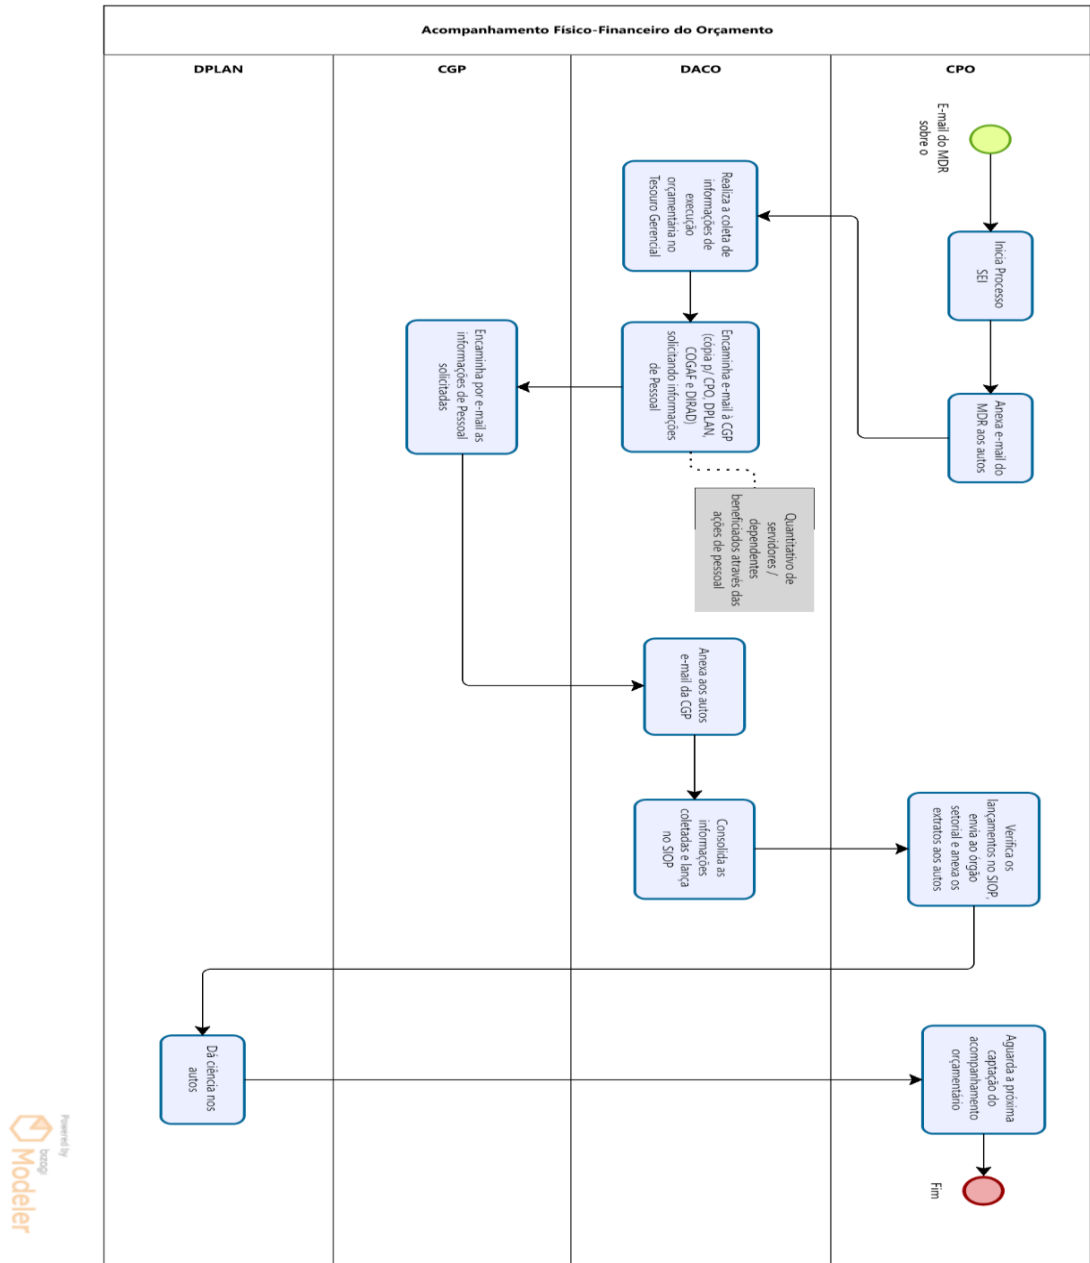 Acompanhamento Físico-Financeiro do Orçamento
DPLAN
CGP
DACO
CPO
E-mail do MDR
sobre o
Inicia Processo
SEI
Anexa e-mail do
MDR aos autos
Realiza a coleta de
informações de
execução
orçamentária no
Tesouro Gerencial
Encaminha e-mail à CGP
(cópia p/ CPO, DPLAN,
COGAF e DIRAD)
solicitando informações
de Pessoal
Quantitativo de
servidores /
dependentes
beneficiados através das
ações de pessoal
Encaminha por e-mail as
informações de Pessoal
solicitadas
Anexa aos autos
e-mail da CGP
Consolida as
informações
coletadas e lança
no SIOP
Verifica os
lançamentos no SIOP,
envia ao órgão
setorial e anexa os
extratos aos autos
Dá ciência nos
autos
Aguarda a próxima
captação do
acompanhamento
orçamentário
Fim
Powered by
bizagi
Modeler